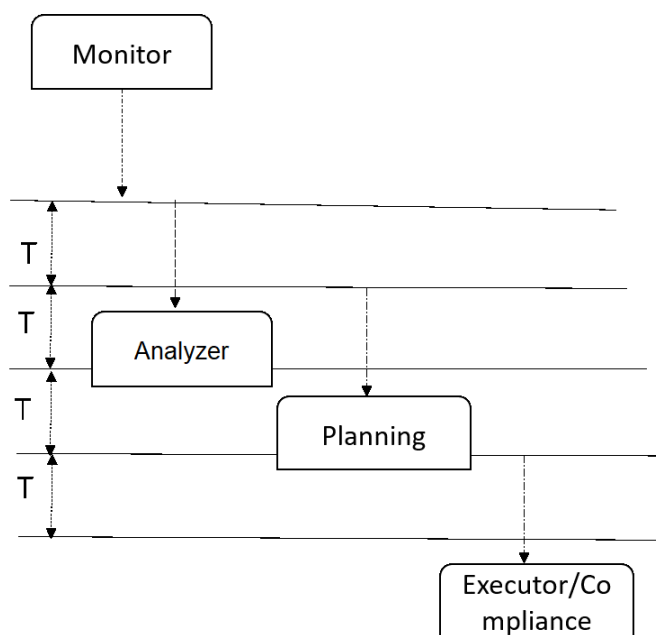 Monitor
T
T
Analyzer
T
Planning
T
Executor/Co
mpliance